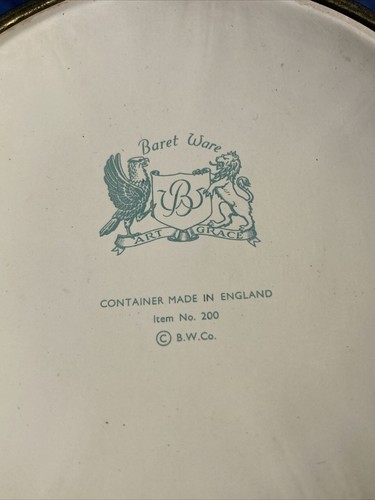 Baret Ware
B
ART GRACE
CONTAINER MADE IN ENGLAND
Item No. 200
© B.W.Co.